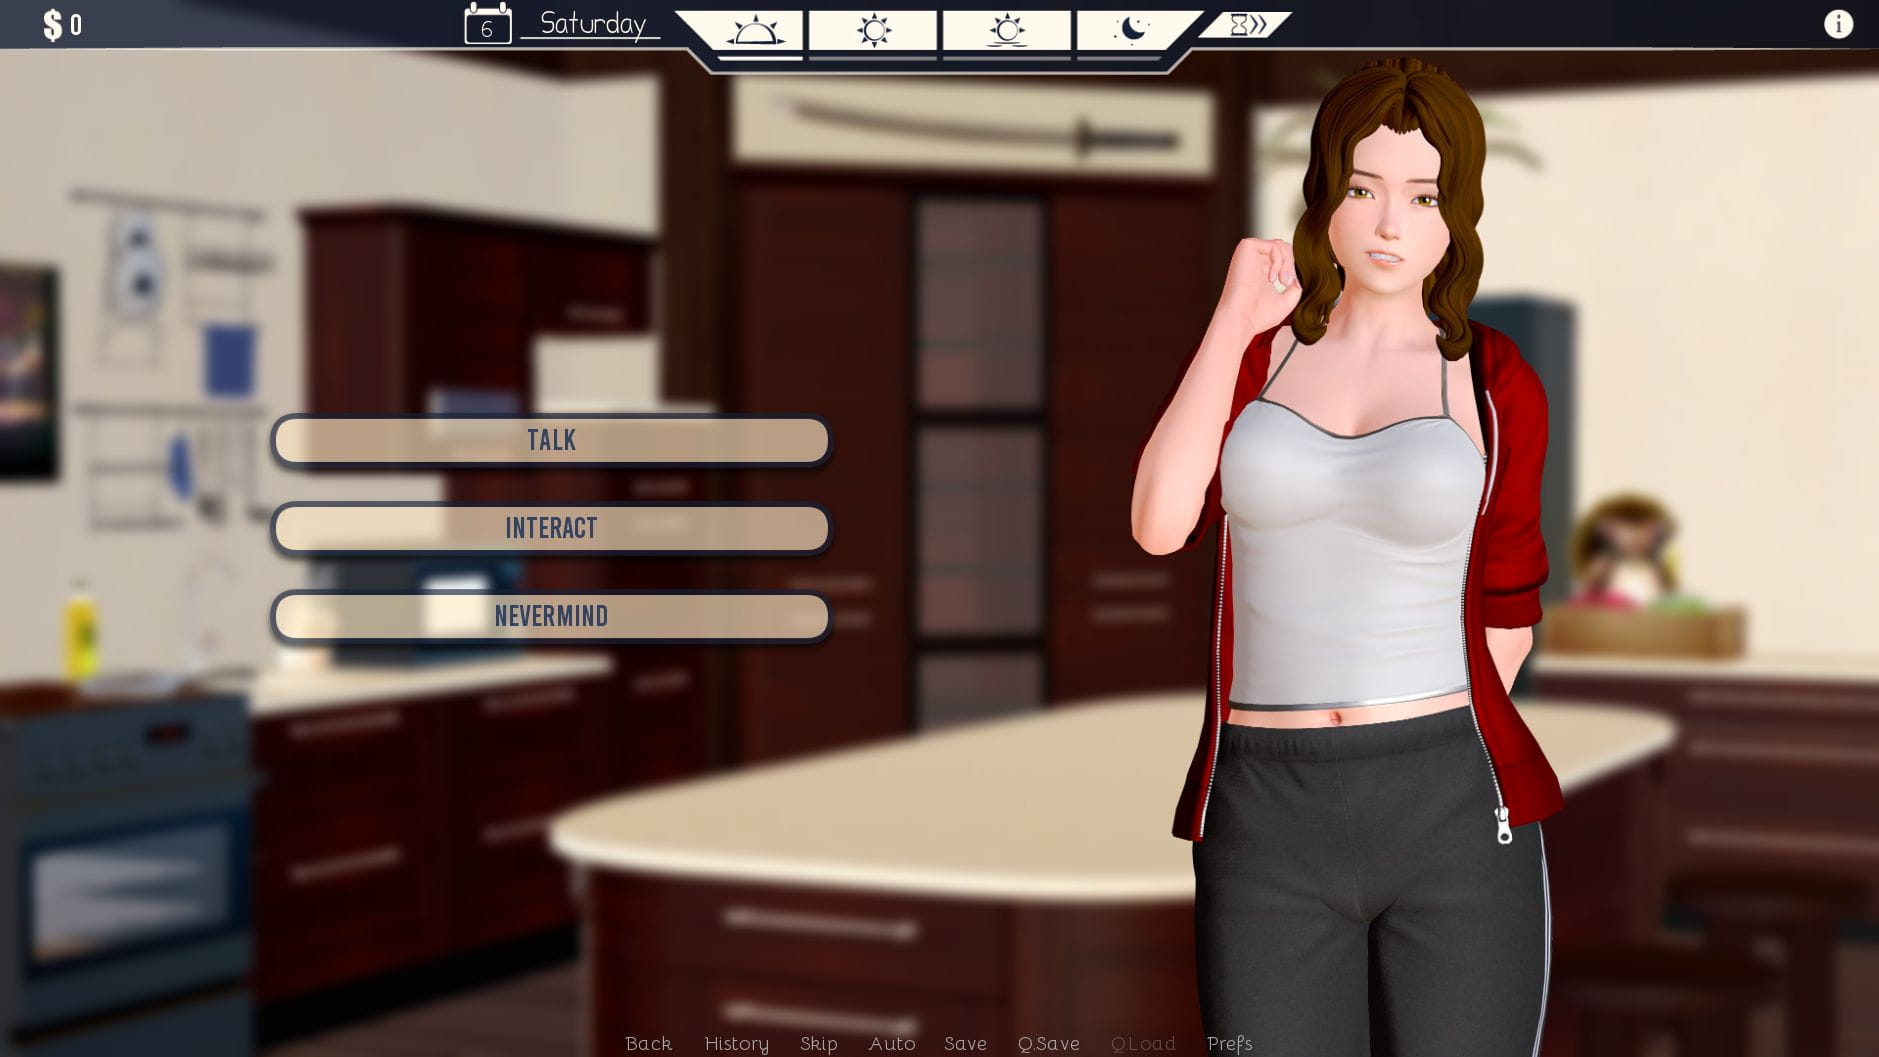 $ 0
6
Saturday
TALK
INTERACT
NEVERMIND
Back History Skip Auto Save Q.Save Q.Load Prefs